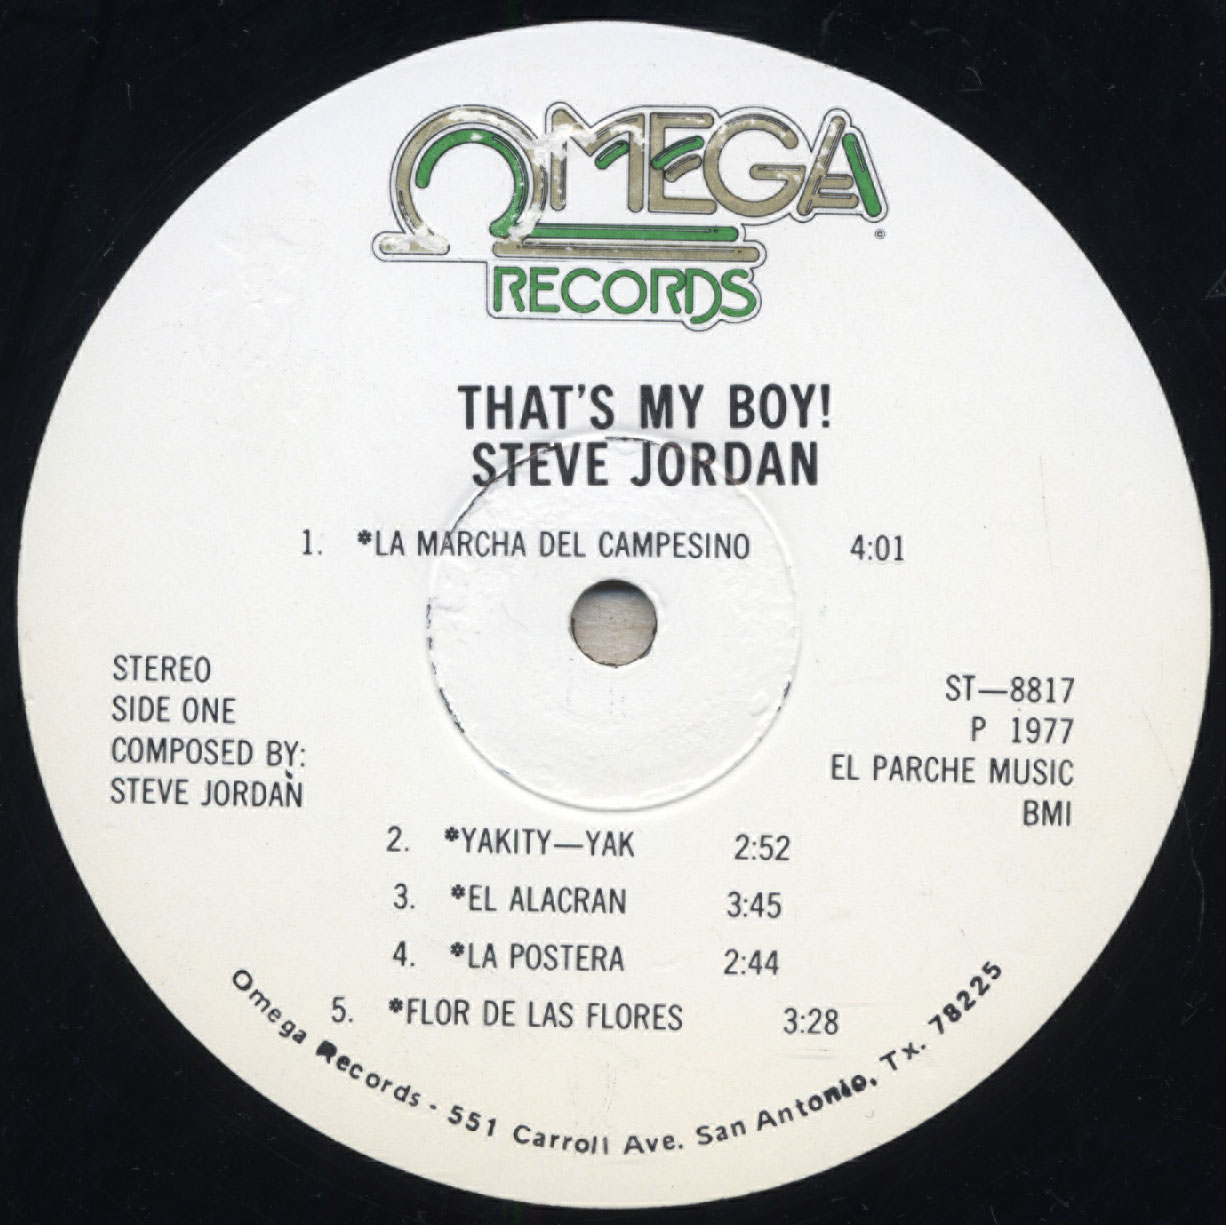 OMEGA
RECORDS
©
THAT'S MY BOY!
STEVE JORDAN
1. *LA MARCHA DEL CAMPESINO 4:01
STEREO
SIDE ONE
COMPOSED BY:
STEVE JORDAN
ST—8817
P 1977
EL PARCHE MUSIC
BMI
2. *YAKITY—YAK 2:52
3. *EL ALACRAN 3:45
4. *LA POSTERA 2:44
5. *FLOR DE LAS FLORES 3:28
Omega Records - 551 Carroll Ave. San Antonio, Tx. 78225